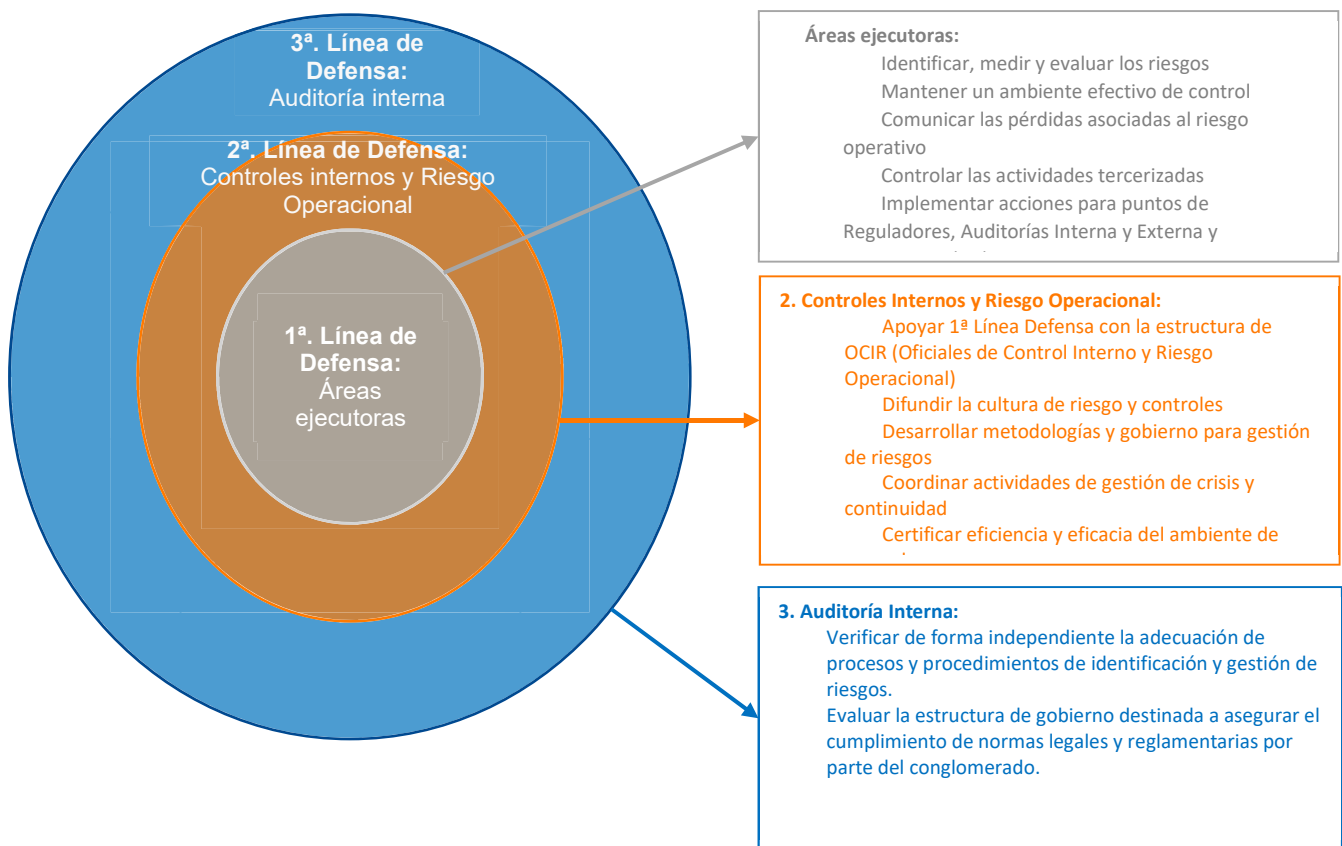 3ª. Línea de
Defensa:
Auditoría interna
2ª. Línea de Defensa:
Controles internos y Riesgo
Operacional
1ª. Línea de
Defensa:
Áreas
ejecutoras
Áreas ejecutoras:
Identificar, medir y evaluar los riesgos
Mantener un ambiente efectivo de control
Comunicar las pérdidas asociadas al riesgo
operativo
Controlar las actividades tercerizadas
Implementar acciones para puntos de
Reguladores, Auditorías Interna y Externa y
2. Controles Internos y Riesgo Operacional:
Apoyar 1ª Línea Defensa con la estructura de
OCIR (Oficiales de Control Interno y Riesgo
Operacional)
Difundir la cultura de riesgo y controles
Desarrollar metodologías y gobierno para gestión
de riesgos
Coordinar actividades de gestión de crisis y
continuidad
Certificar eficiencia y eficacia del ambiente de
3. Auditoría Interna:
Verificar de forma independiente la adecuación de
procesos y procedimientos de identificación y gestión de
riesgos.
Evaluar la estructura de gobierno destinada a asegurar el
cumplimiento de normas legales y reglamentarias por
parte del conglomerado.